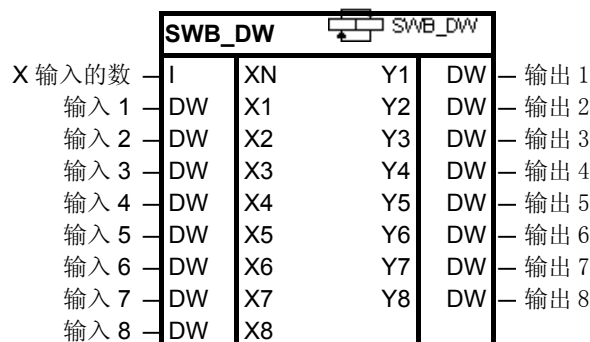 SWB_DW SWB_DW
X 输入的数 I XN Y1 DW 输出 1
输入 1 DW X1 Y2 DW 输出 2
输入 2 DW X2 Y3 DW 输出 3
输入 3 DW X3 Y4 DW 输出 4
输入 4 DW X4 Y5 DW 输出 5
输入 5 DW X5 Y6 DW 输出 6
输入 6 DW X6 Y7 DW 输出 7
输入 7 DW X7 Y8 DW 输出 8
输入 8 DW X8